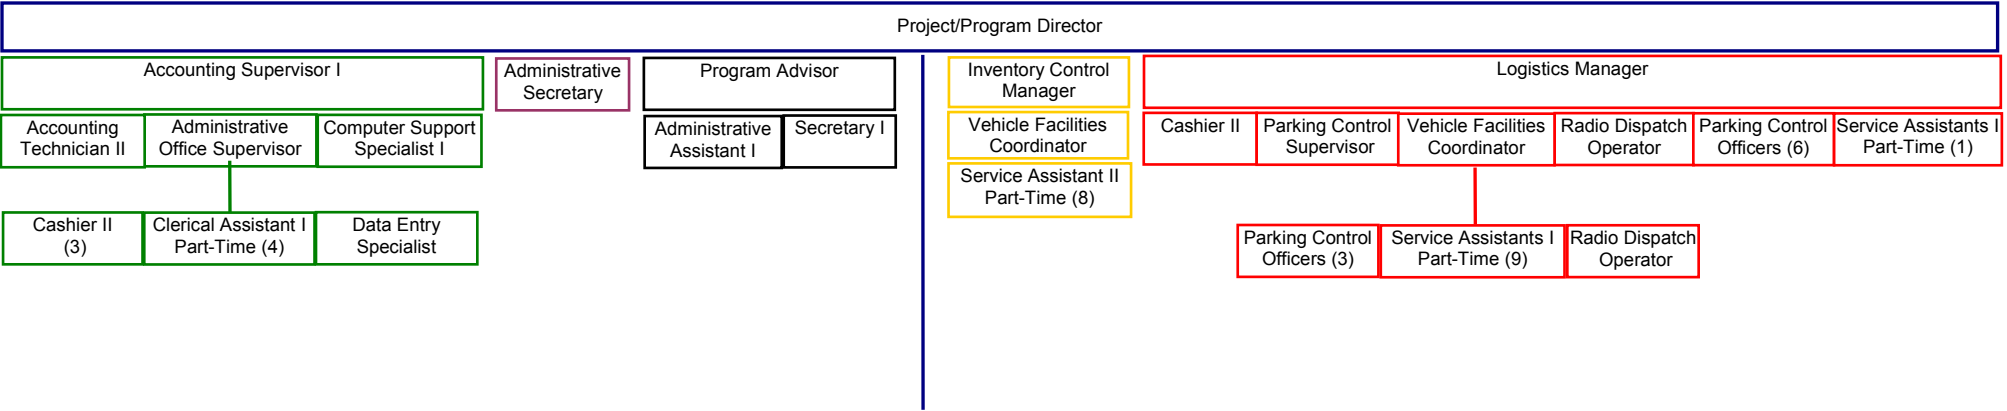 Project/Program Director
Accounting Supervisor I
Administrative
Secretary
Program Advisor
Inventory Control
Manager
Logistics Manager
Accounting
Technician II
Administrative
Office Supervisor
Computer Support
Specialist I
Administrative
Assistant I
Secretary I
Vehicle Facilities
Coordinator
Cashier II
Parking Control
Supervisor
Vehicle Facilities
Coordinator
Radio Dispatch
Operator
Parking Control
Officers (6)
Service Assistants I
Part-Time (1)
Service Assistant II
Part-Time (8)
Cashier II
(3)
Clerical Assistant I
Part-Time (4)
Data Entry
Specialist
Parking Control
Officers (3)
Service Assistants I
Part-Time (9)
Radio Dispatch
Operator